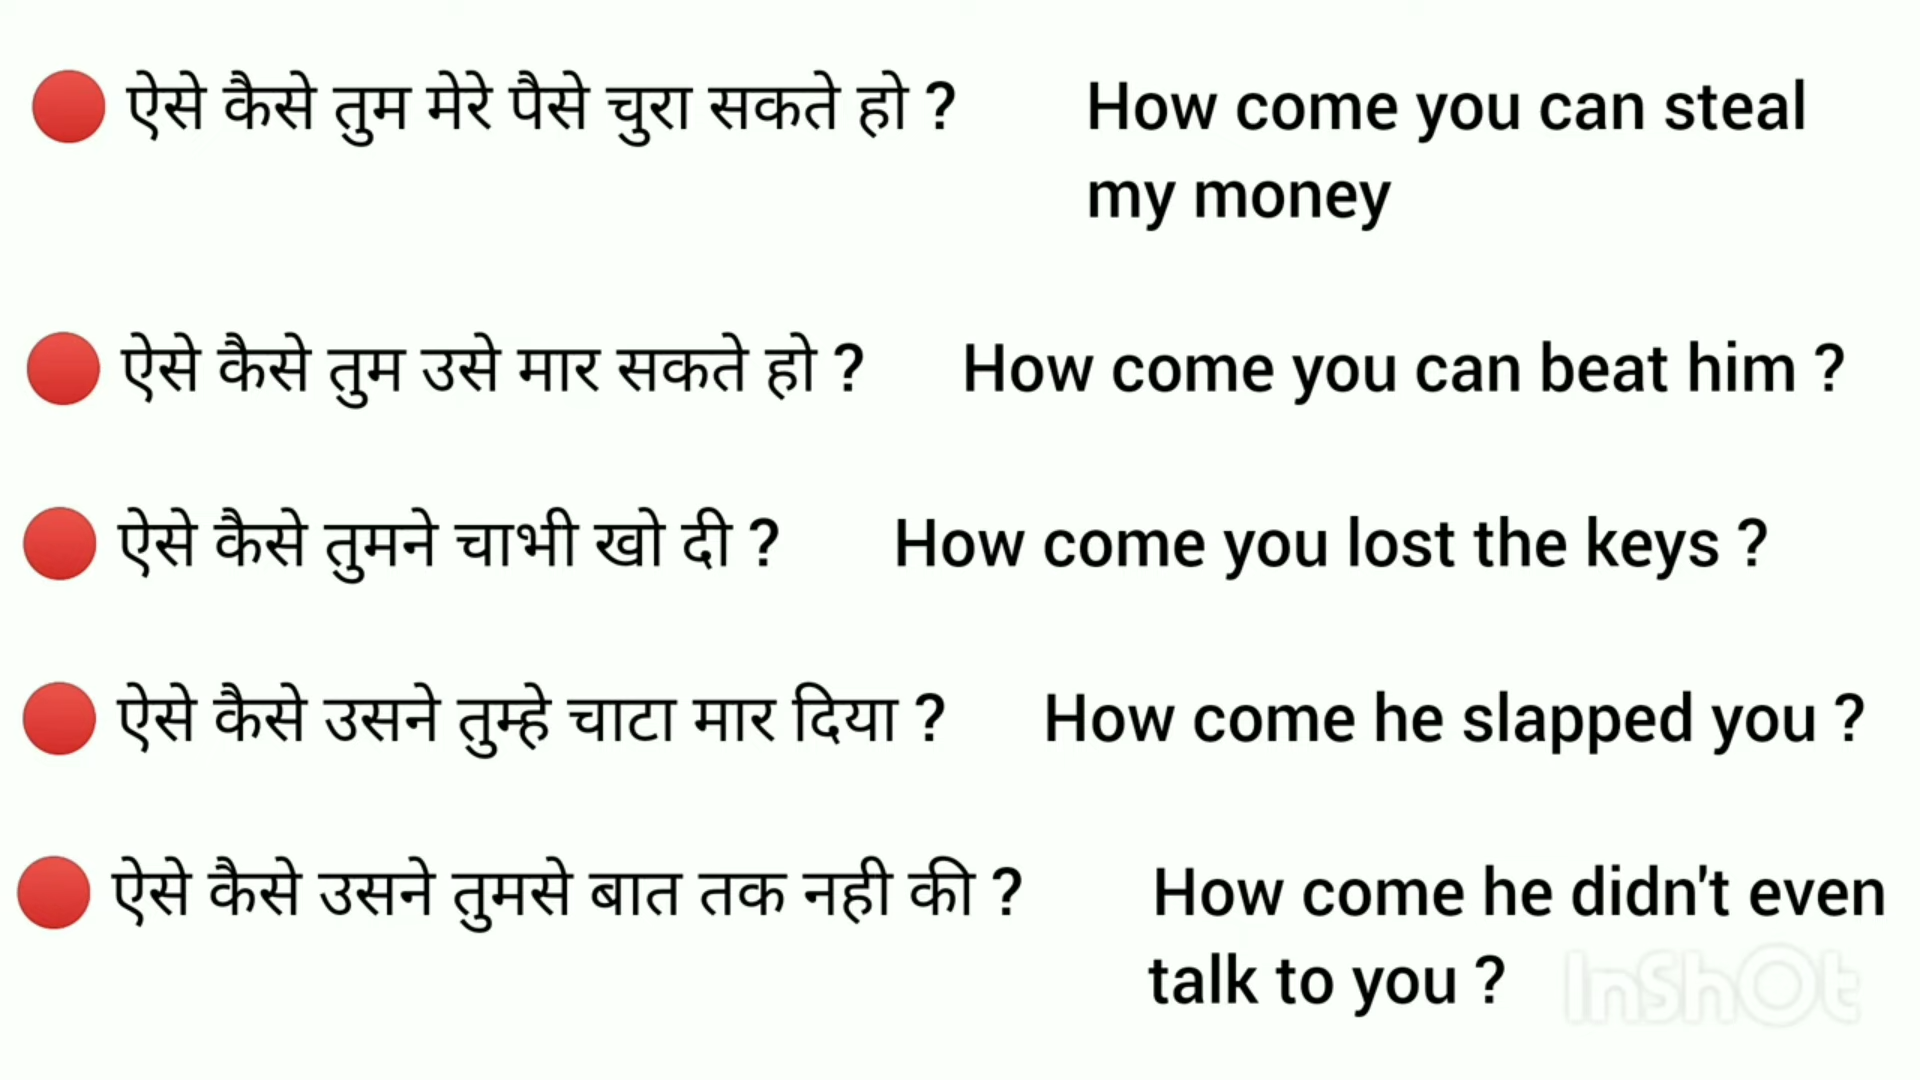 ऐसे कैसे तुम मेरे पैसे चुरा सकते हो ? How come you can steal
my money
ऐसे कैसे तुम उसे मार सकते हो ? How come you can beat him ?
ऐसे कैसे तुमने चाभी खो दी ? How come you lost the keys ?
ऐसे कैसे उसने तुम्हे चाटा मार दिया ? How come he slapped you ?
ऐसे कैसे उसने तुमसे बात तक नही की ? How come he didn't even
talk to you ?
InShOt